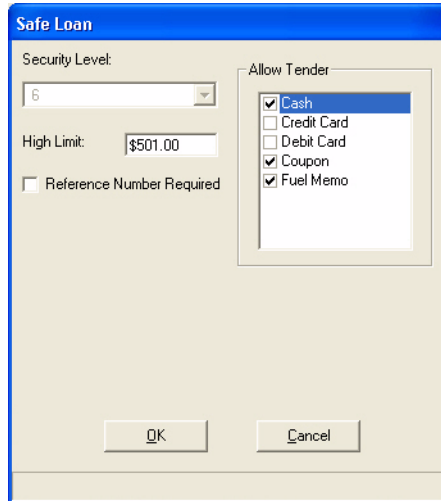 Safe Loan
Security Level:
6
High Limit:
$501.00
Reference Number Required
Allow Tender
Cash
Credit Card
Debit Card
Coupon
Fuel Memo
OK
Cancel